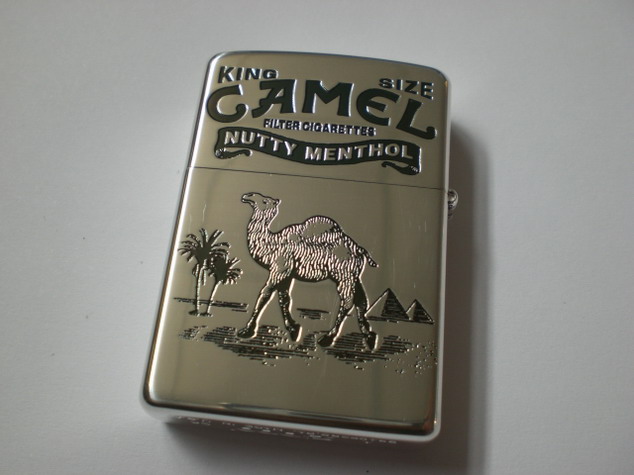 KING SIZE
CAMEL
FILTER CIGARETTES
NUTTY MENTHOL